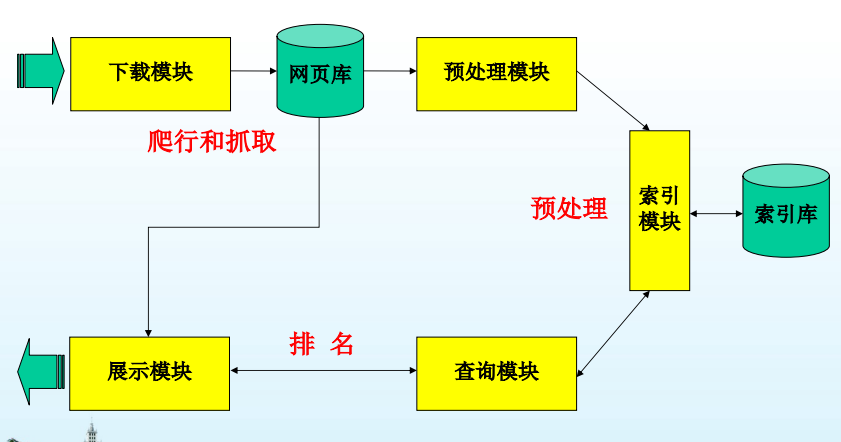 下载模块
网页库
预处理模块
爬行和抓取
索引
模块
索引库
预处理
排 名
展示模块
查询模块